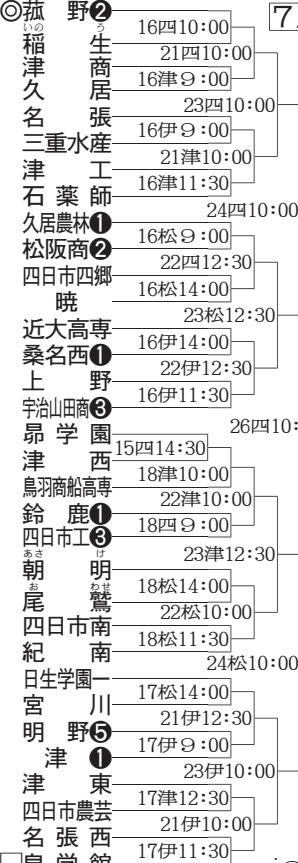 ◎菰野❷
7
16四10:00
いのう
稲生
21四10:00
津商
16津9:00
久居
23四10:00
名張
16伊9:00
三重水産
21津10:00
津工
16津11:30
石薬師
24四10:00
久居農林❶
16松9:00
松阪商❷
22四12:30
四日市四郷
16松14:00
暁
23松12:30
近大高専
16伊14:00
桑名西❶
22伊12:30
上野
16伊11:30
宇治山田商❸
26四10:
昴学園
15四14:30
津西
18津10:00
鳥羽商船高専
22津10:00
鈴鹿❶
18四9:00
四日市工❸
23津12:30
あさけ
朝明
18松14:00
おわせ
尾鷲
22松10:00
四日市南
18松11:30
紀南
24松10:00
日生学園一
17松14:00
宮川
21伊12:30
明野❺
17伊9:00
津❶
23伊10:00
津東
17津12:30
四日市農芸
21伊10:00
名張西
17伊11:30